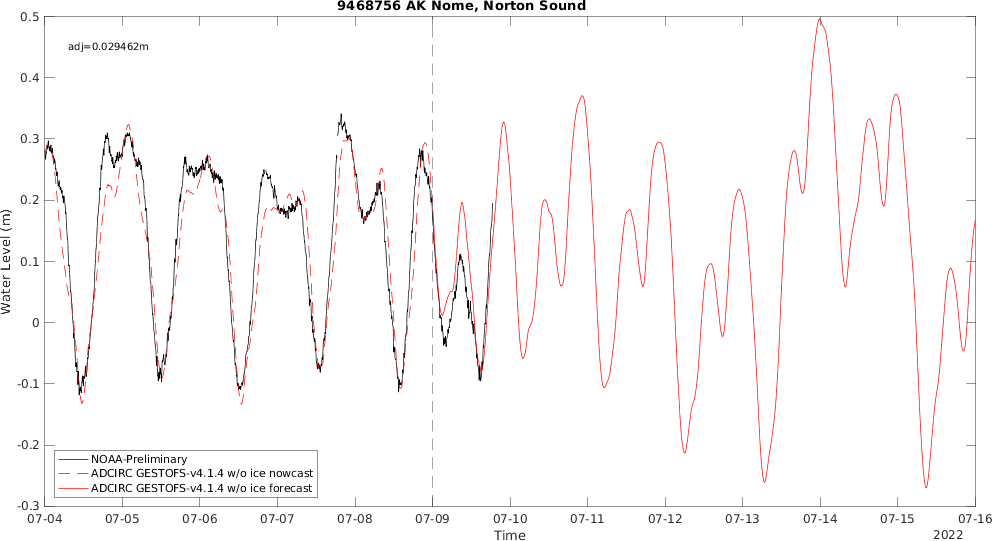 9468756 AK Nome, Norton Sound
adj=0.029462m
Water Level (m)
0.5
0.4
0.3
0.2
0.1
0
-0.1
-0.2
-0.3
NOAA-Preliminary
ADCIRC GESTOFS-v4.1.4 w/o ice nowcast
ADCIRC GESTOFS-v4.1.4 w/o ice forecast
07-04 07-05 07-06 07-07 07-08 07-09 07-10 07-11 07-12 07-13 07-14 07-15 07-16
Time
2022